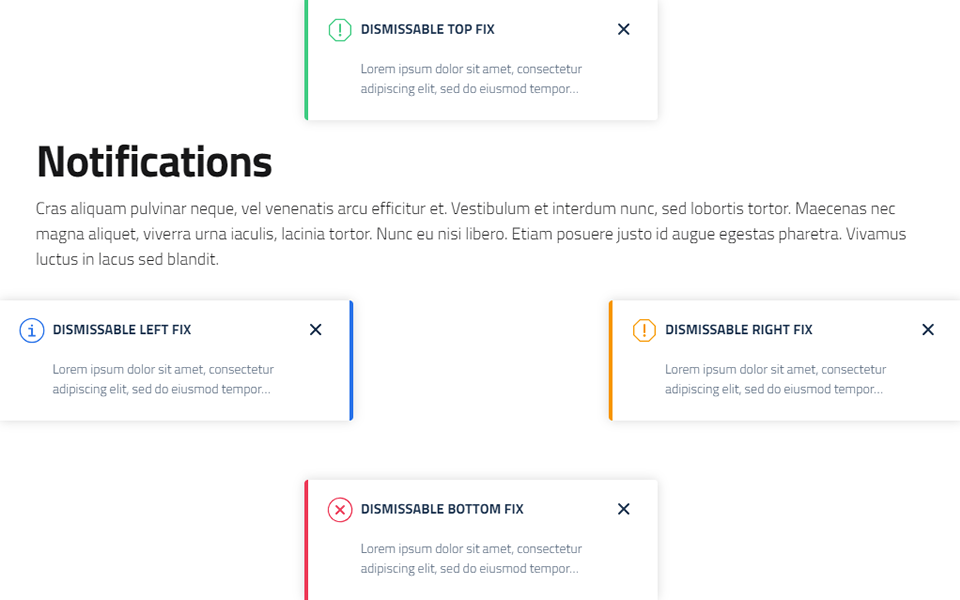 DISMISSABLE TOP FIX
Lorem ipsum dolor sit amet, consectetur
adipiscing elit, sed do eiusmod tempor...
Notifications
Cras aliquam pulvinar neque, vel venenatis arcu efficitur et. Vestibulum et interdum nunc, sed lobortis tortor. Maecenas nec
magna aliquet, viverra urna iaculis, lacinia tortor. Nunc eu nisi libero. Etiam posuere justo id augue egestas pharetra. Vivamus
luctus in lacus sed blandit.
DISMISSABLE LEFT FIX
Lorem ipsum dolor sit amet, consectetur
adipiscing elit, sed do eiusmod tempor...
DISMISSABLE RIGHT FIX
Lorem ipsum dolor sit amet, consectetur
adipiscing elit, sed do eiusmod tempor...
DISMISSABLE BOTTOM FIX
Lorem ipsum dolor sit amet, consectetur
adipiscing elit, sed do eiusmod tempor...